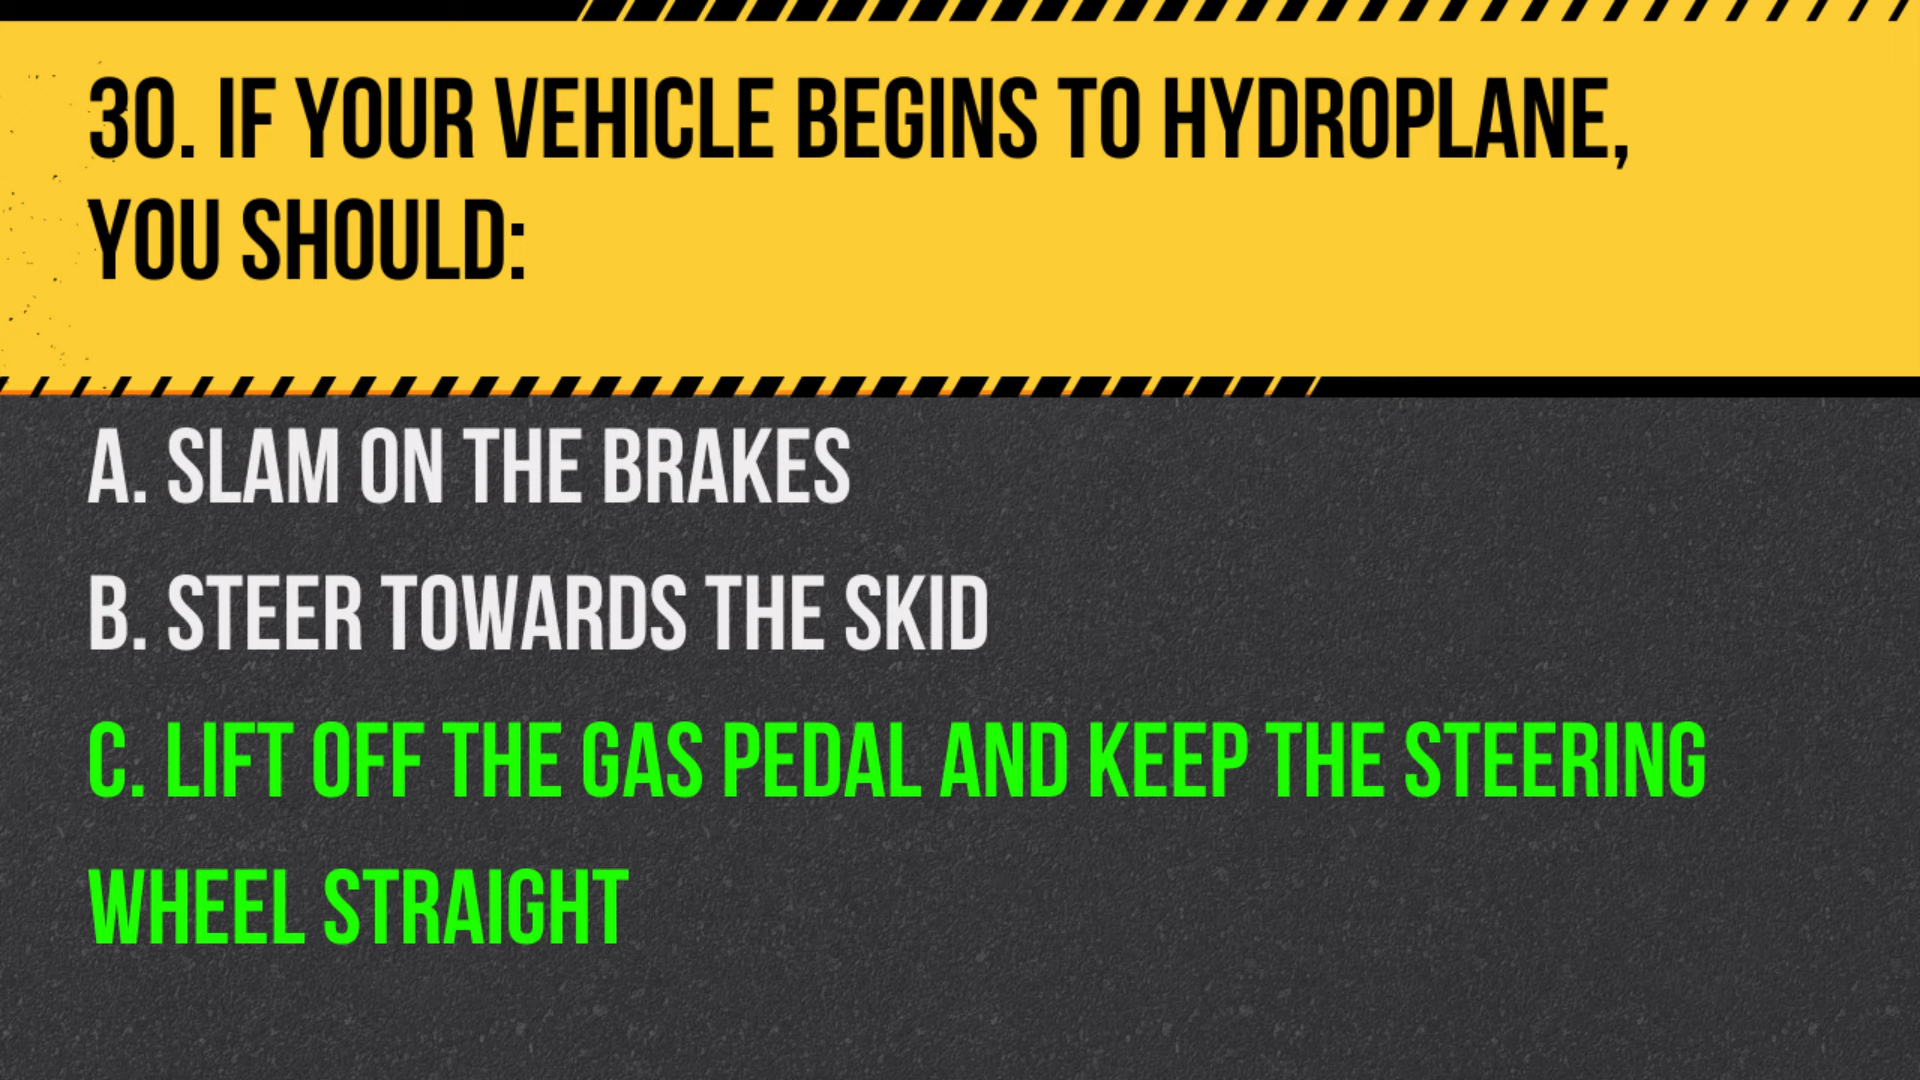 30. IF YOUR VEHICLE BEGINS TO HYDROPLANE,
YOU SHOULD:
A. SLAM ON THE BRAKES
B. STEER TOWARDS THE SKID
C. LIFT OFF THE GAS PEDAL AND KEEP THE STEERING
WHEEL STRAIGHT